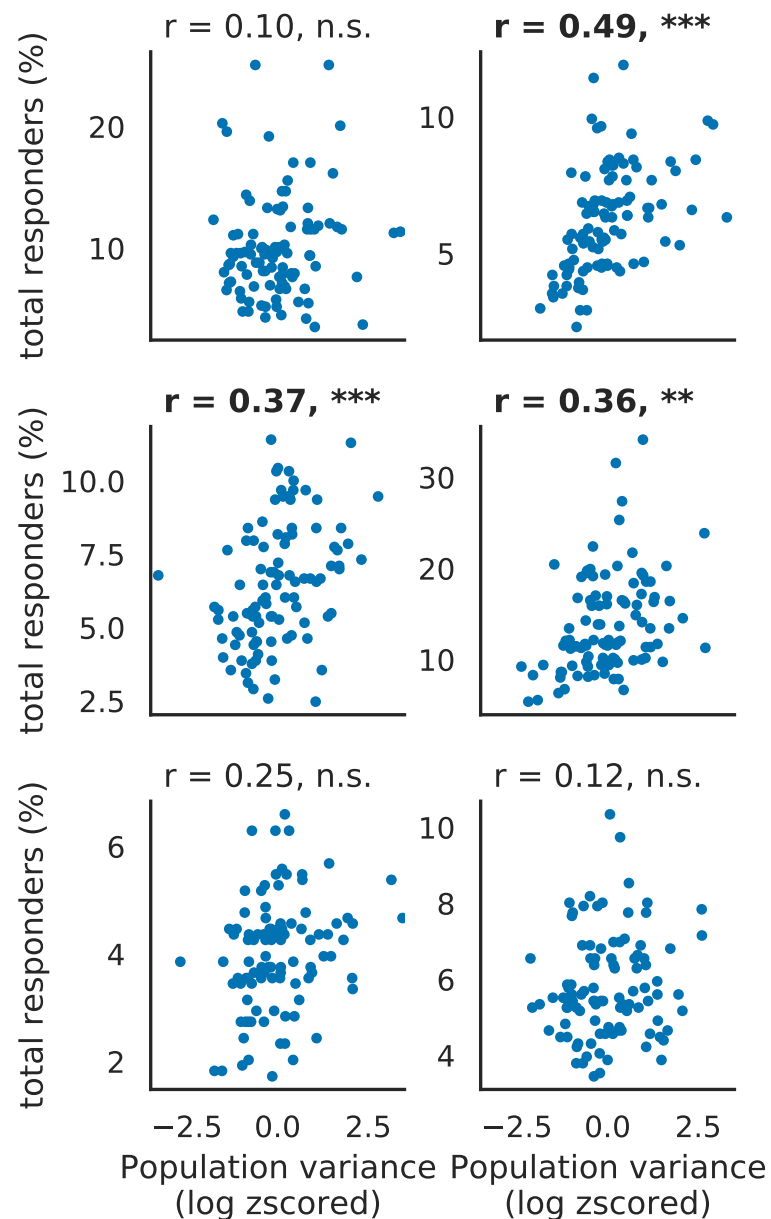 r = 0.10, n.s.
r = 0.49, ***
total responders (%)
20
10
10
5
r = 0.37, ***
r = 0.36, **
total responders (%)
10.0
7.5
5.0
2.5
30
20
10
r = 0.25, n.s.
r = 0.12, n.s.
total responders (%)
6
4
2
10
8
6
4
−2.5 0.0 2.5
−2.5 0.0 2.5
Population variance
(log zscored)
Population variance
(log zscored)